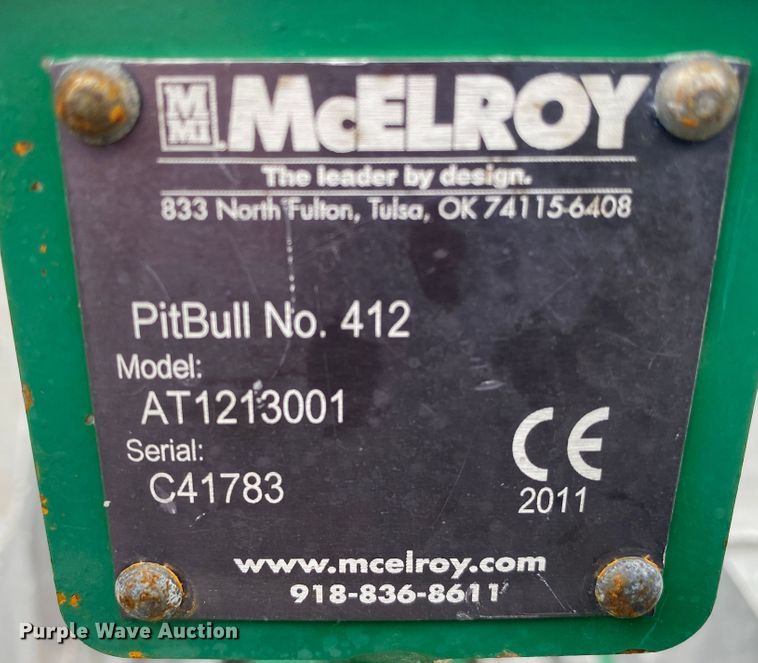 M
MI
McELROY
The leader by design.
833 North Fulton, Tulsa, OK 74115-6408
PitBull No. 412
Model:
AT1213001
Serial:
C41783
CE
2011
www.mcelroy.com
918-836-8611
Purple Wave Auction